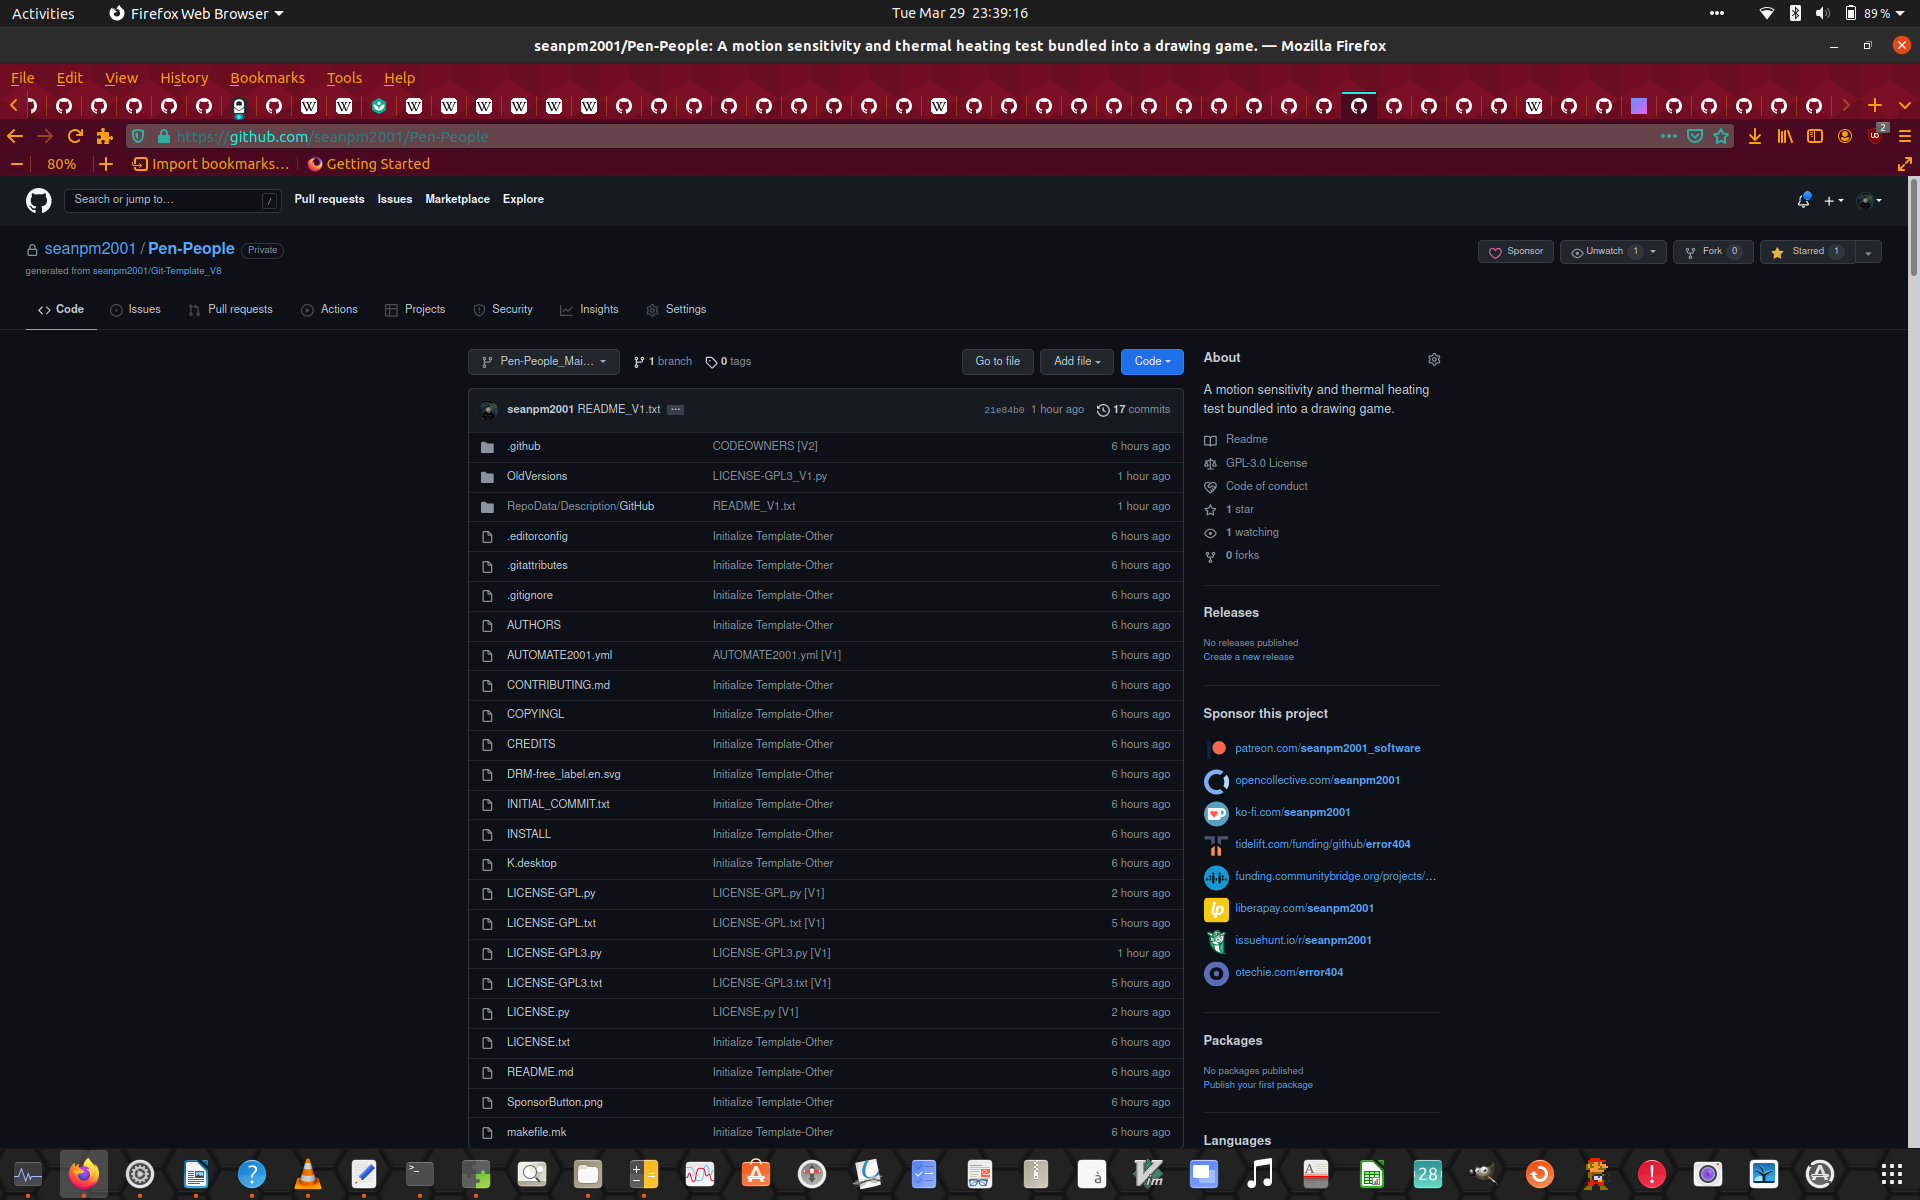 Activities
Firefox Web Browser
Tue Mar 29 23:39:16
89 %
seanpm2001/Pen-People: A motion sensitivity and thermal heating test bundled into a drawing game. — Mozilla Firefox
File Edit View History Bookmarks Tools Help
https://github.com/seanpm2001/Pen-People
2
80%
Import bookmarks…
Getting Started
Search or jump to…
/
Pull requests Issues Marketplace Explore
seanpm2001 / Pen-People Private
generated from seanpm2001/Git-Template_V8
Sponsor
Unwatch 1
Fork 0
Starred 1
Code Issues Pull requests Actions Projects Security Insights Settings
Pen-People_Mai…
1 branch
0 tags
Go to file
Add file
Code
seanpm2001 README_V1.txt ···
21e84b0 1 hour ago
17 commits
.github CODEOWNERS [V2] 6 hours ago
OldVersions LICENSE-GPL3_V1.py 1 hour ago
RepoData/Description/GitHub README_V1.txt 1 hour ago
.editorconfig Initialize Template-Other 6 hours ago
.gitattributes Initialize Template-Other 6 hours ago
.gitignore Initialize Template-Other 6 hours ago
AUTHORS Initialize Template-Other 6 hours ago
AUTOMATE2001.yml AUTOMATE2001.yml [V1] 5 hours ago
CONTRIBUTING.md Initialize Template-Other 6 hours ago
COPYINGL Initialize Template-Other 6 hours ago
CREDITS Initialize Template-Other 6 hours ago
DRM-free_label.en.svg Initialize Template-Other 6 hours ago
INITIAL_COMMIT.txt Initialize Template-Other 6 hours ago
INSTALL Initialize Template-Other 6 hours ago
K.desktop Initialize Template-Other 6 hours ago
LICENSE-GPL.py LICENSE-GPL.py [V1] 2 hours ago
LICENSE-GPL.txt LICENSE-GPL.txt [V1] 5 hours ago
LICENSE-GPL3.py LICENSE-GPL3.py [V1] 1 hour ago
LICENSE-GPL3.txt LICENSE-GPL3.txt [V1] 5 hours ago
LICENSE.py LICENSE.py [V1] 2 hours ago
LICENSE.txt Initialize Template-Other 6 hours ago
README.md Initialize Template-Other 6 hours ago
SponsorButton.png Initialize Template-Other 6 hours ago
makefile.mk Initialize Template-Other 6 hours ago
About
A motion sensitivity and thermal heating
test bundled into a drawing game.
Readme
GPL-3.0 License
Code of conduct
1 star
1 watching
0 forks
Releases
No releases published
Create a new release
Sponsor this project
patreon.com/seanpm2001_software
opencollective.com/seanpm2001
ko-fi.com/seanpm2001
tidelift.com/funding/github/error404
funding.communitybridge.org/projects/…
lp
liberapay.com/seanpm2001
issuehunt.io/r/seanpm2001
otechie.com/error404
Packages
No packages published
Publish your first package
Languages
28